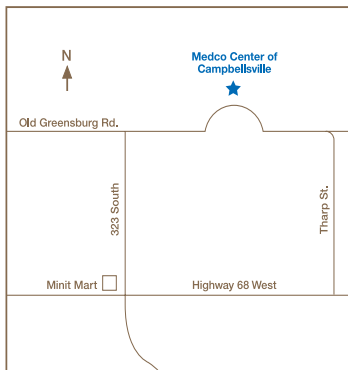 N
Medco Center of
Campbellsville
Old Greensburg Rd.
323 South
Tharp St.
Minit Mart
Highway 68 West